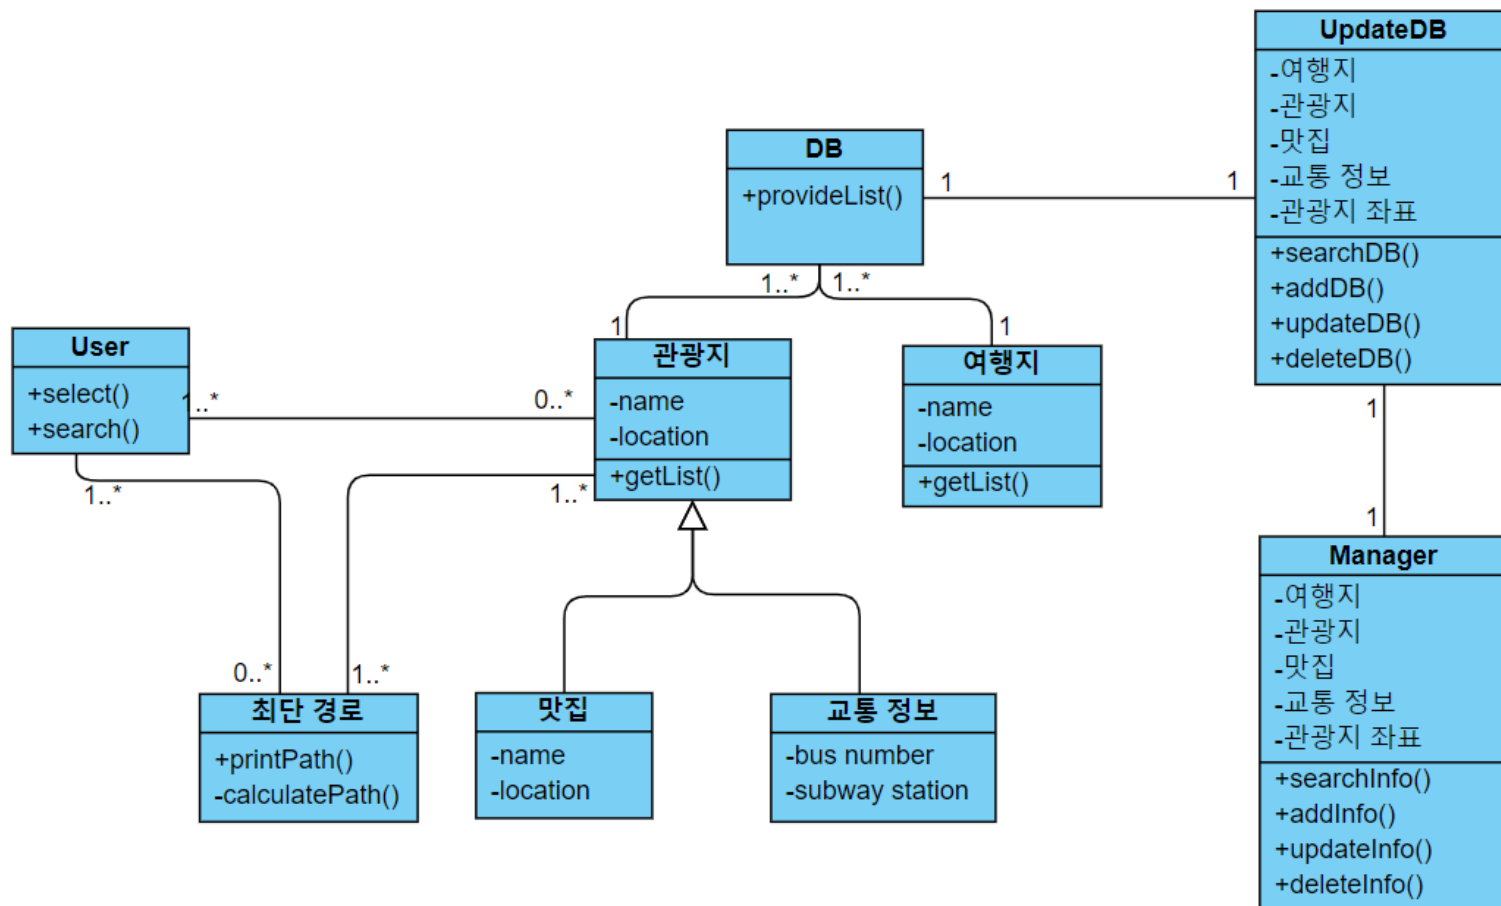 UpdateDB
-여행지
-관광지
-맛집
-교통 정보
-관광지 좌표
+searchDB()
+addDB()
+updateDB()
+deleteDB()
DB
+provideList()
1
1
1..*
1..*
1
1
User
+select()
+search()
1..*
0..*
관광지
-name
-location
+getList()
여행지
-name
-location
+getList()
1
1
1..*
1..*
0..*
1..*
최단 경로
+printPath()
-calculatePath()
맛집
-name
-location
교통 정보
-bus number
-subway station
Manager
-여행지
-관광지
-맛집
-교통 정보
-관광지 좌표
+searchInfo()
+addInfo()
+updateInfo()
+deleteInfo()